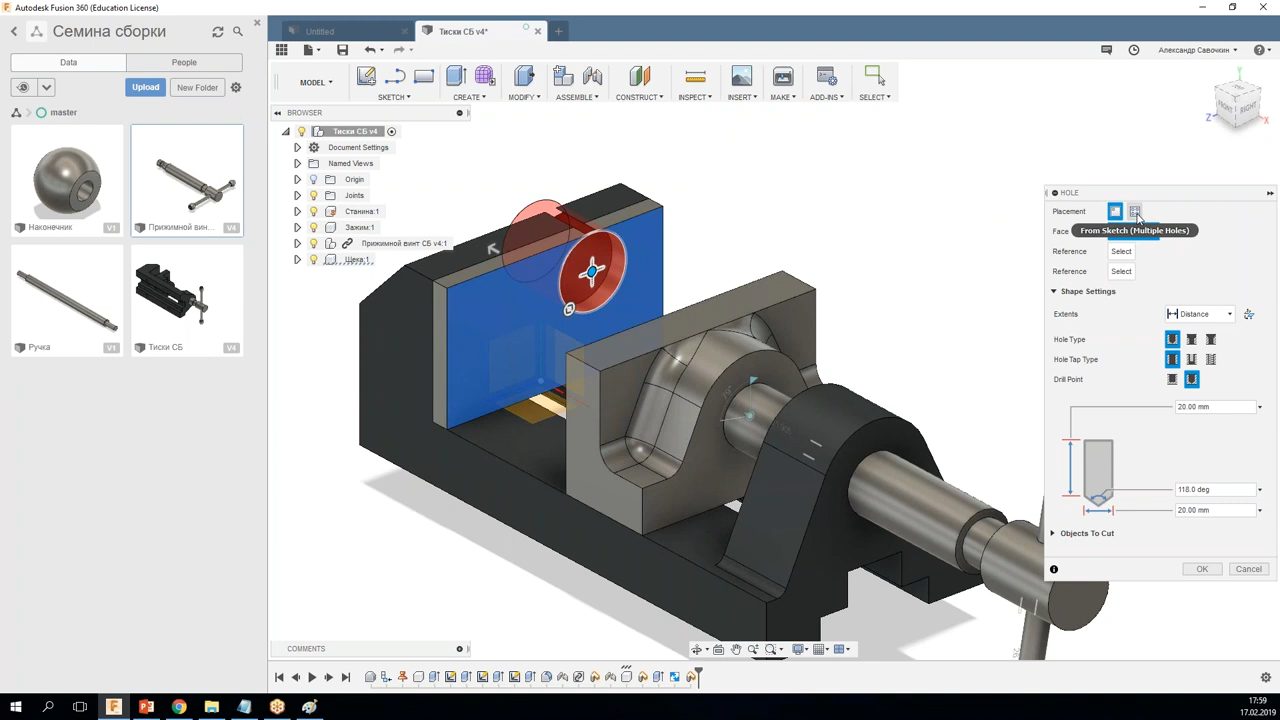 Autodesk Fusion 360 (Education License)
Семина сборки
Data People
Upload New Folder
master
Наконечник V1
Прижимной вин... V4
Ручка V1
Тиски СБ V4
Untitled
Тиски СБ v4*
Александр Савочкин
MODEL
SKETCH CREATE MODIFY ASSEMBLE CONSTRUCT INSPECT INSERT MAKE ADD-INS SELECT
BROWSER
Тиски СБ v4
Document Settings
Named Views
Origin
Joints
Станина:1
Зажим:1
Прижимной винт СБ v4:1
Щека:1
TOP
FRONT RIGHT
Y
Z X
HOLE
Placement
From Sketch (Multiple Holes)
Face
Reference Select
Reference Select
Shape Settings
Extents Distance
Hole Type
Hole Tap Type
Drill Point
20.00 mm
118.0 deg
20.00 mm
Objects To Cut
OK Cancel
COMMENTS
17:59
17.02.2019